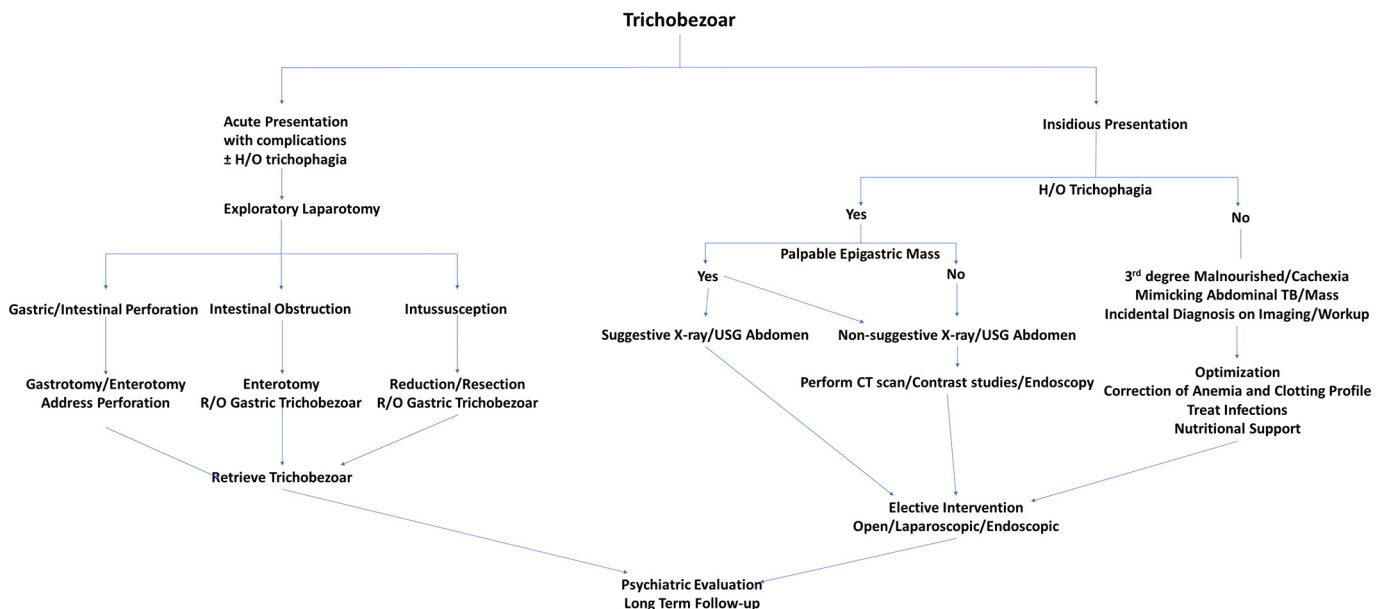 Trichobezoar
Acute Presentation
with complications
± H/O trichophagia
Insidious Presentation
H/O Trichophagia
Exploratory Laparotomy
Yes
No
Palpable Epigastric Mass
Yes
No
3rd degree Malnourished/Cachexia
Mimicking Abdominal TB/Mass
Incidental Diagnosis on Imaging/Workup
Gastric/Intestinal Perforation
Intestinal Obstruction
Intussusception
Suggestive X-ray/USG Abdomen
Non-suggestive X-ray/USG Abdomen
Gastrotomy/Enterotomy
Address Perforation
Enterotomy
R/O Gastric Trichobezoar
Reduction/Resection
R/O Gastric Trichobezoar
Perform CT scan/Contrast studies/Endoscopy
Optimization
Correction of Anemia and Clotting Profile
Treat Infections
Nutritional Support
Retrieve Trichobezoar
Elective Intervention
Open/Laparoscopic/Endoscopic
Psychiatric Evaluation
Long Term Follow-up